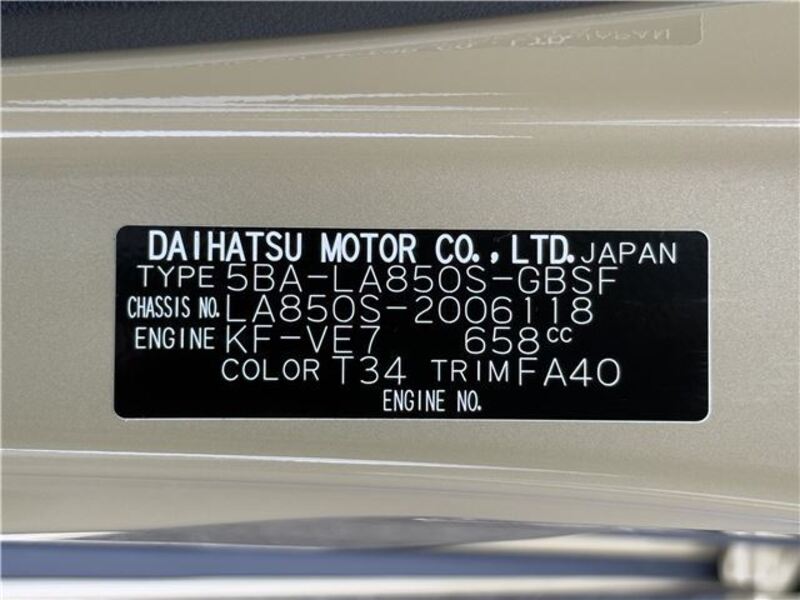 DAIHATSU MOTOR CO., LTD. JAPAN
TYPE 5BA-LA850S-GBSF
CHASSIS NO. LA850S-2006118
ENGINE KF-VE7 658cc
COLOR T34 TRIM FA40
ENGINE NO.